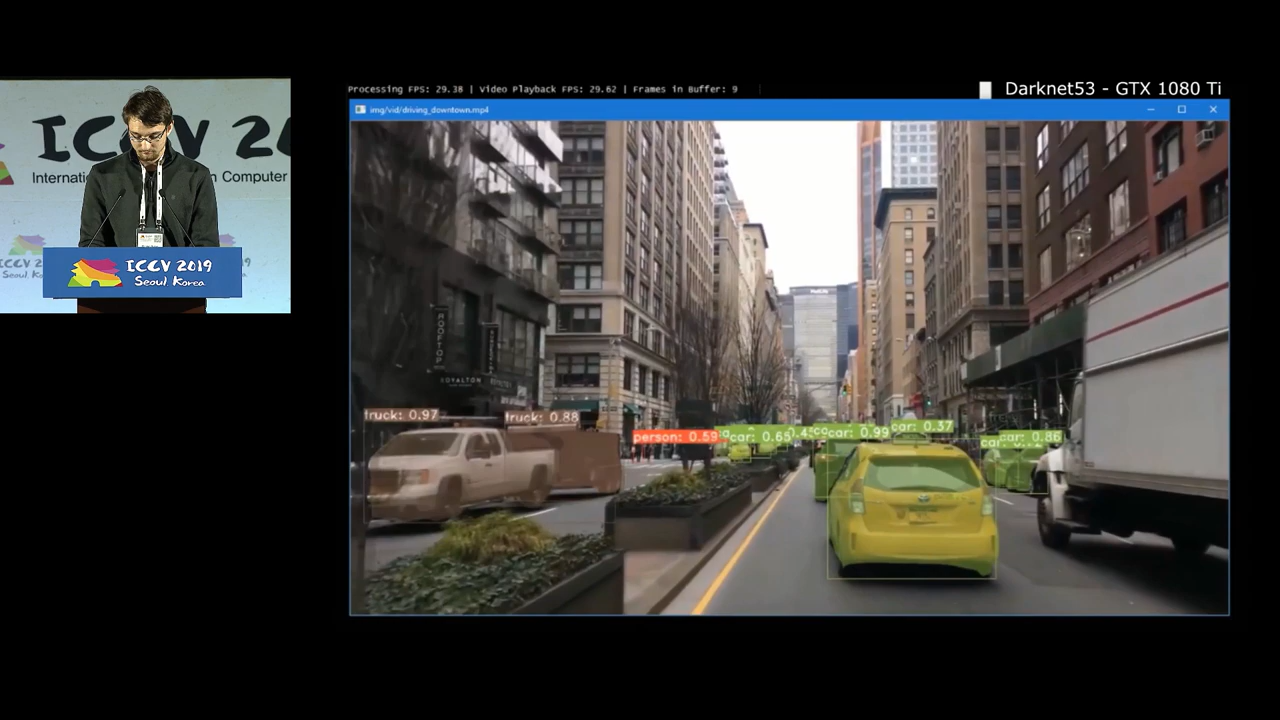 ICCV 20
Internatio
n Computer
ICCV 2019
Seoul Korea
Processing FPS: 29.38 | Video Playback FPS: 29.62 | Frames in Buffer: 9
Darknet53 - GTX 1080 Ti
img/vid/driving_downtown.mp4
ROOFTOP
ROYALTON
truck: 0.97
truck: 0.88
person: 0.59
car: 0.65
car: 0.99
car: 0.37
car: 0.86